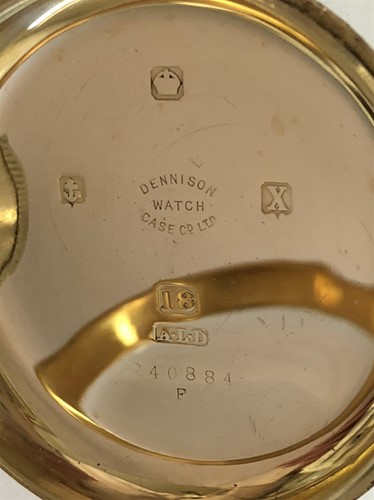 DENNISON
WATCH
CASE Co LTD
X
18
A.L.D
40884
F